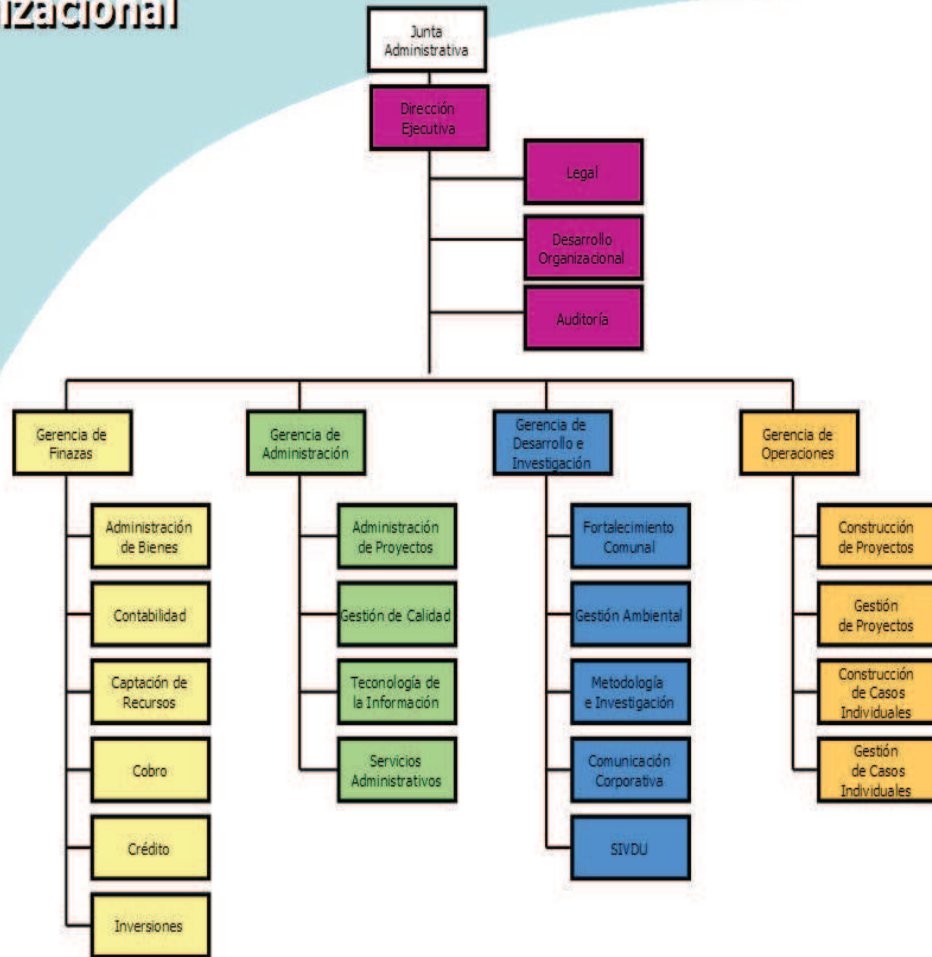 nizacional
Junta
Administrativa
Dirección
Ejecutiva
Legal
Desarrollo
Organizacional
Auditoría
Gerencia de
Finazas
Gerencia de
Administración
Gerencia de
Desarrollo e
Investigación
Gerencia de
Operaciones
Administración
de Bienes
Contabilidad
Captación de
Recursos
Cobro
Crédito
Inversiones
Administración
de Proyectos
Gestión de Calidad
Teconología de
la Información
Servicios
Administrativos
Fortalecimiento
Comunal
Gestión Ambiental
Metodología
e Investigación
Comunicación
Corporativa
SIVDU
Construcción
de Proyectos
Gestión
de Proyectos
Construcción
de Casos
Individuales
Gestión
de Casos
Individuales